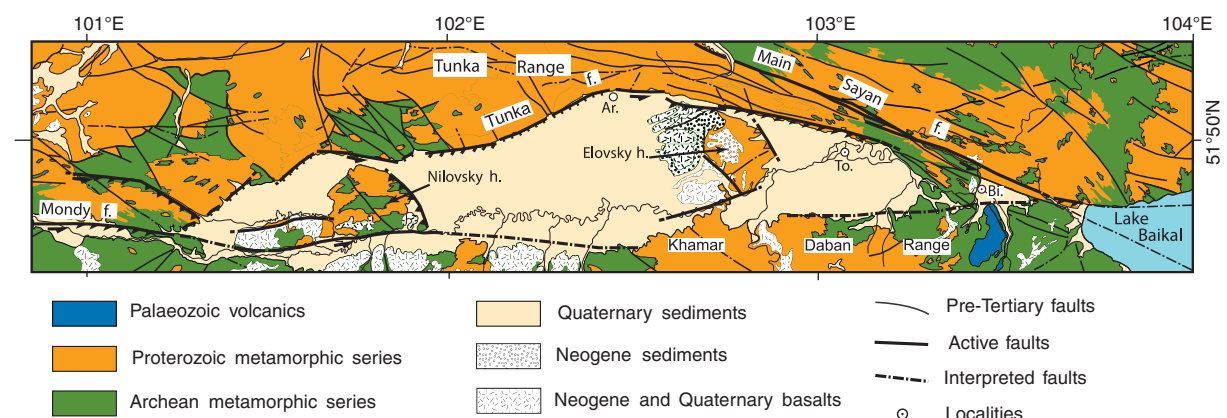 101°E 102°E 103°E 104°E
51°50N
Tunka Range f.
Main Sayan f.
Tunka
Ar.
Elovsky h.
To.
Nilovsky h.
Bi.
Mondy f.
Khamar Daban Range
Lake
Baikal
Palaeozoic volcanics
Proterozoic metamorphic series
Archean metamorphic series
Quaternary sediments
Neogene sediments
Neogene and Quaternary basalts
Pre-Tertiary faults
Active faults
Interpreted faults
Localities